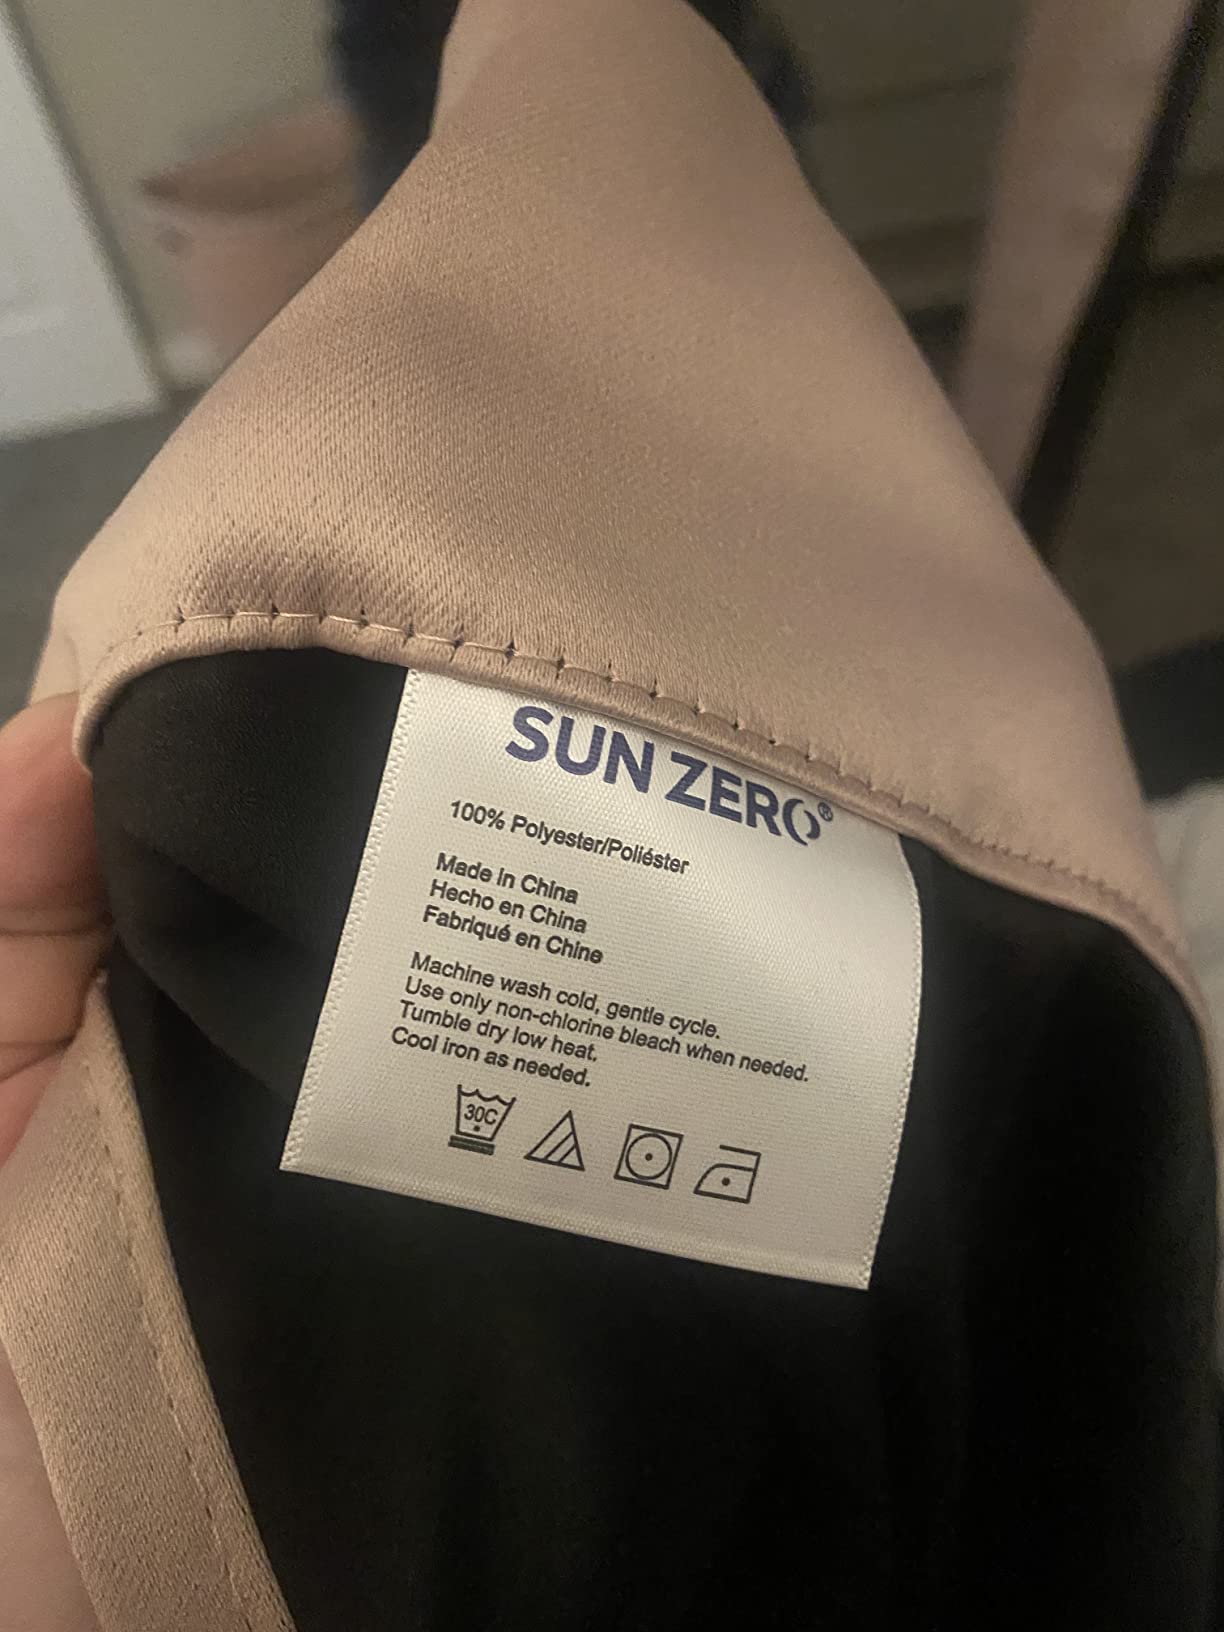 SUN ZERO®
100% Polyester/Poliéster
Made in China
Hecho en China
Fabriqué en Chine
Machine wash cold, gentle cycle.
Use only non-chlorine bleach when needed.
Tumble dry low heat.
Cool iron as needed.
30C